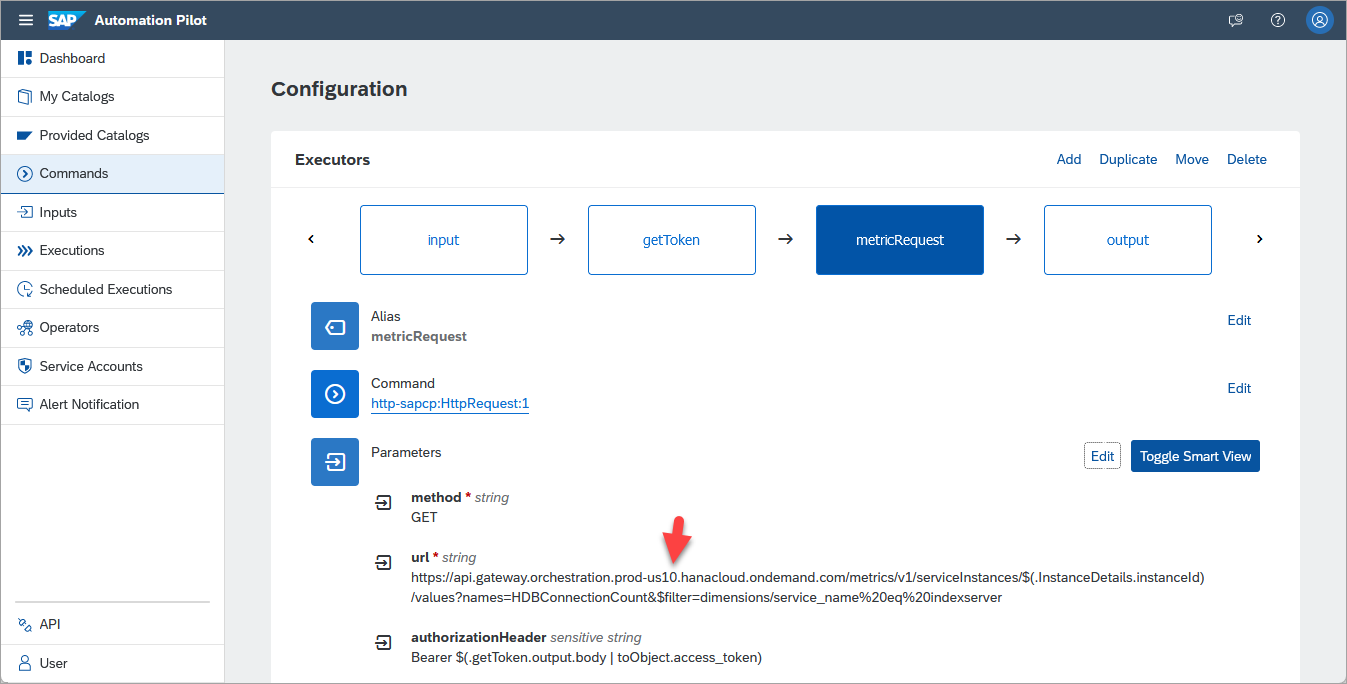 SAP Automation Pilot
Dashboard
My Catalogs
Provided Catalogs
Commands
Inputs
Executions
Scheduled Executions
Operators
Service Accounts
Alert Notification
API
User
Configuration
Executors
Add Duplicate Move Delete
input getToken metricRequest output
Alias
metricRequest
Edit
Command
http-sapcp:HttpRequest:1
Edit
Parameters
Edit Toggle Smart View
method * string
GET
url * string
https://api.gateway.orchestration.prod-us10.hanacloud.ondemand.com/metrics/v1/serviceInstances/$(.InstanceDetails.instanceId)
/values?names=HDBConnectionCount&$filter=dimensions/service_name%20eq%20indexserver
authorizationHeader sensitive string
Bearer $(.getToken.output.body | toObject.access_token)